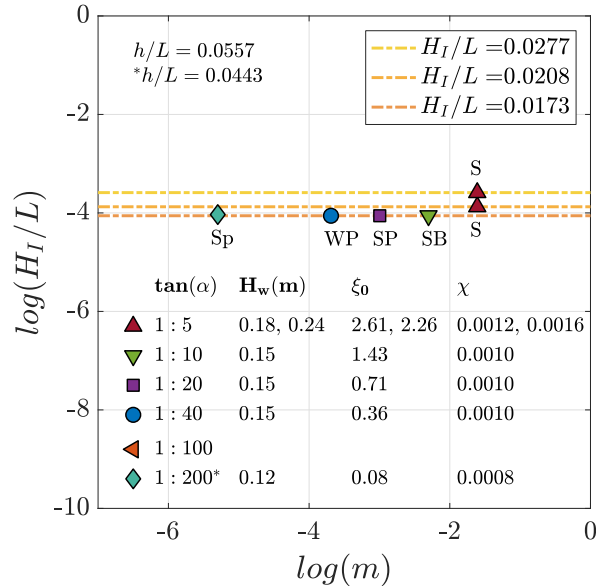 0
-2
-4
-6
-8
-10
log(H_I/L)
h/L = 0.0557
*h/L = 0.0443
H_I/L =0.0277
H_I/L =0.0208
H_I/L =0.0173
S
S
Sp
WP
SP
SB
tan(α) H_w(m) ξ_0 χ
1 : 5 0.18, 0.24 2.61, 2.26 0.0012, 0.0016
1 : 10 0.15 1.43 0.0010
1 : 20 0.15 0.71 0.0010
1 : 40 0.15 0.36 0.0010
1 : 100
1 : 200* 0.12 0.08 0.0008
-6 -4 -2 0
log(m)